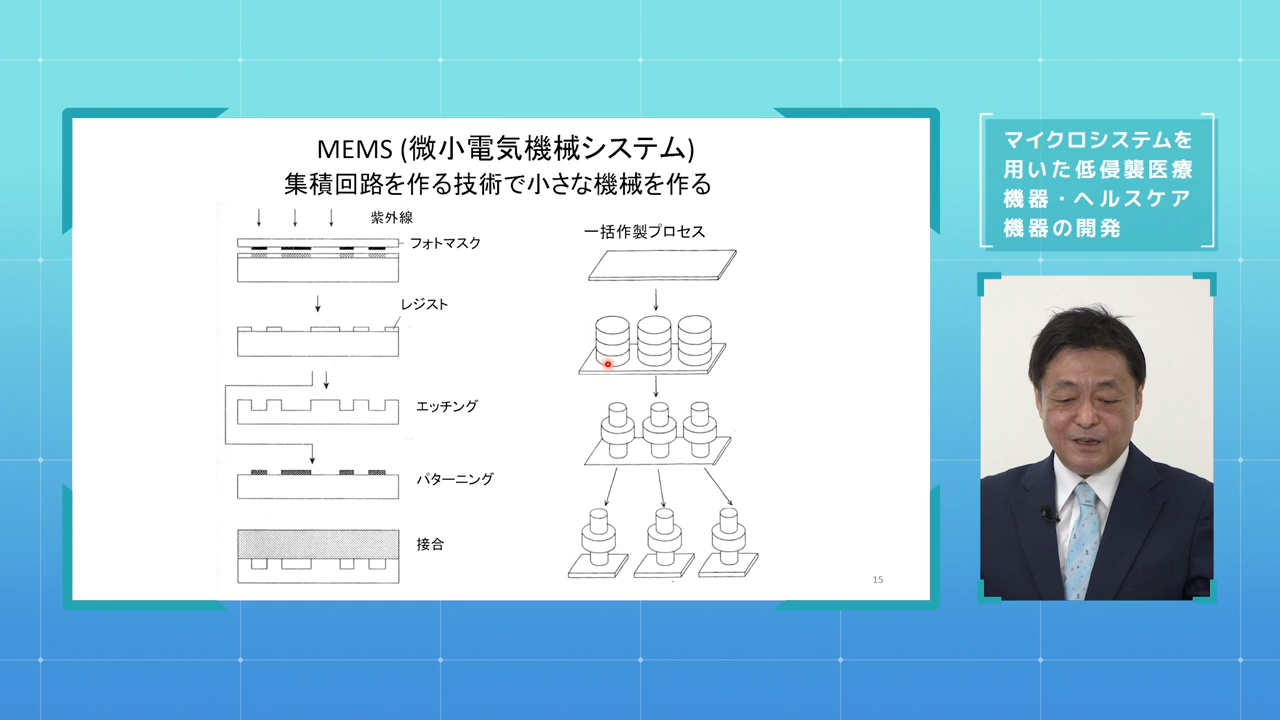 MEMS (微小電気機械システム)
集積回路を作る技術で小さな機械を作る
紫外線
フォトマスク
レジスト
エッチング
パターニング
接合
一括作製プロセス
15
マイクロシステムを
用いた低侵襲医療
機器・ヘルスケア
機器の開発